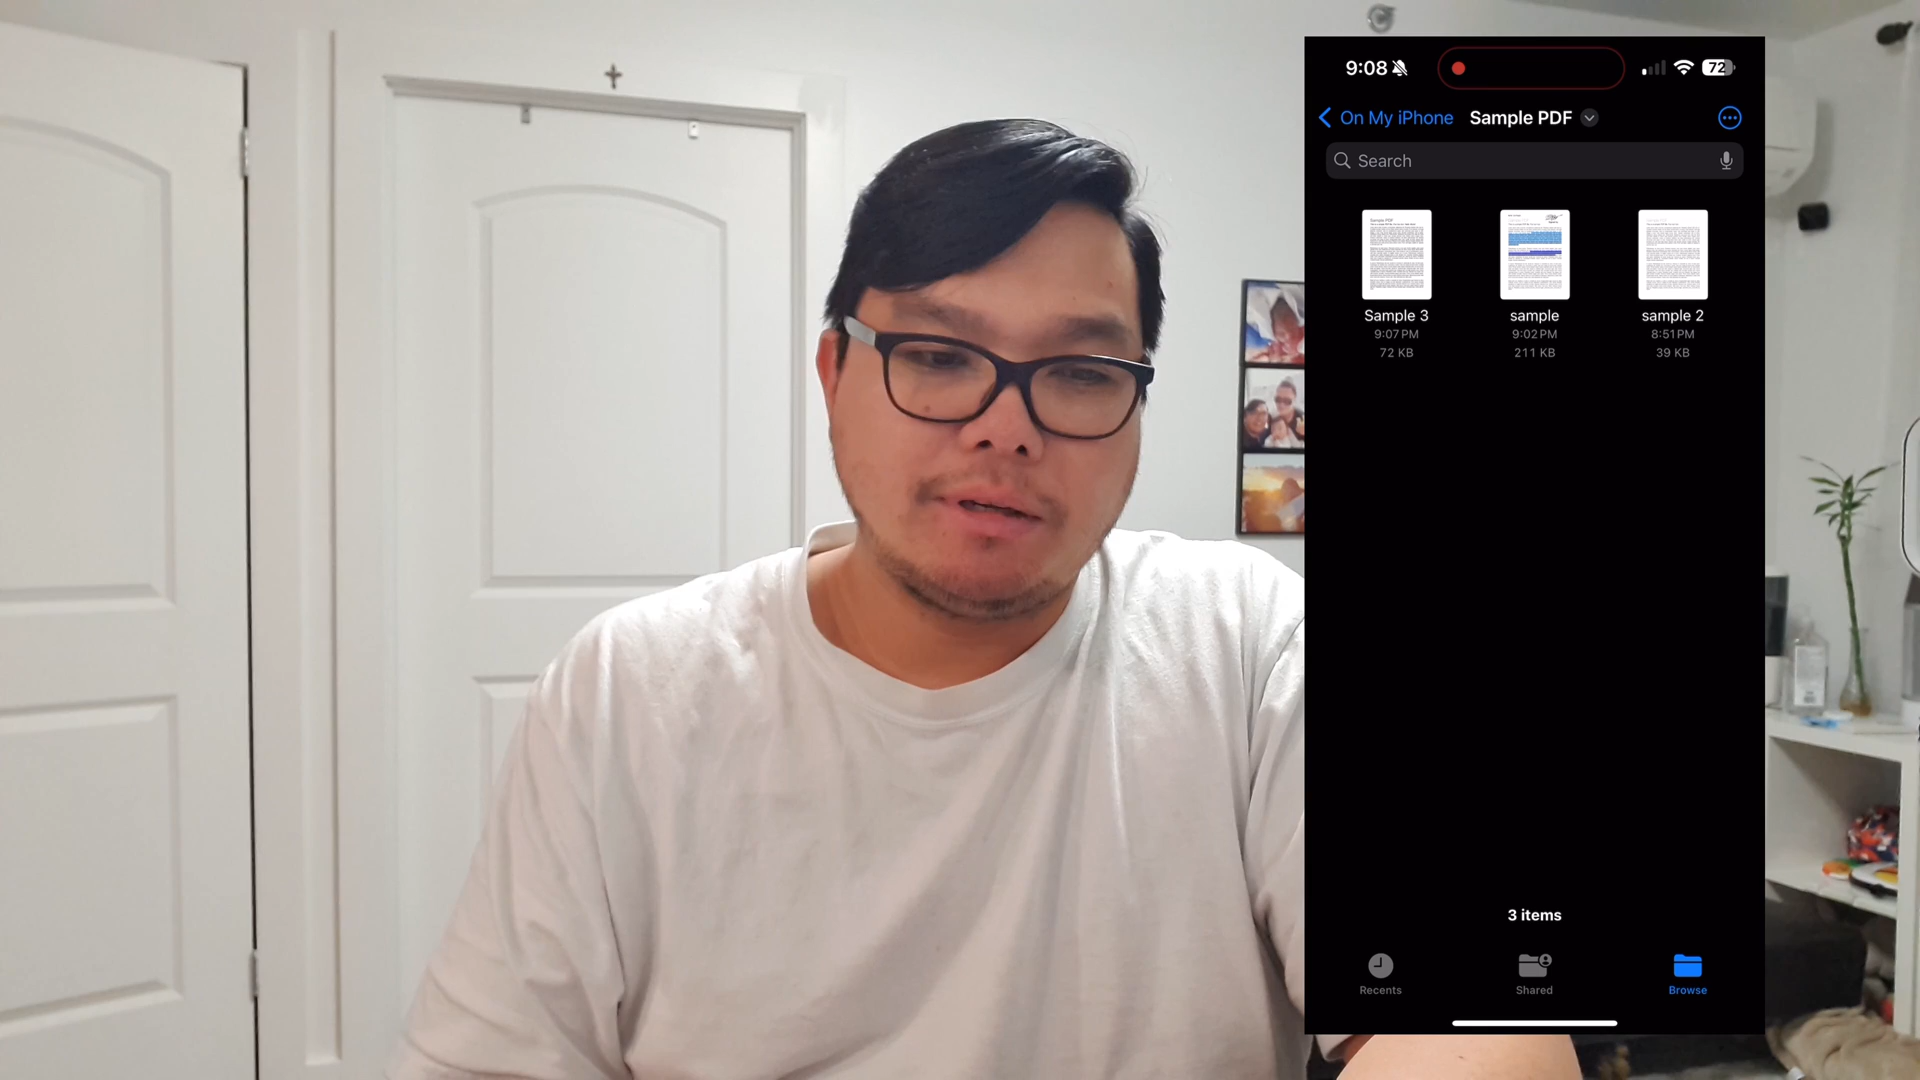 9:08
72
On My iPhone Sample PDF
Search
Sample 3
9:07 PM
72 KB
sample
9:02 PM
211 KB
sample 2
8:51 PM
39 KB
3 items
Recents
Shared
Browse